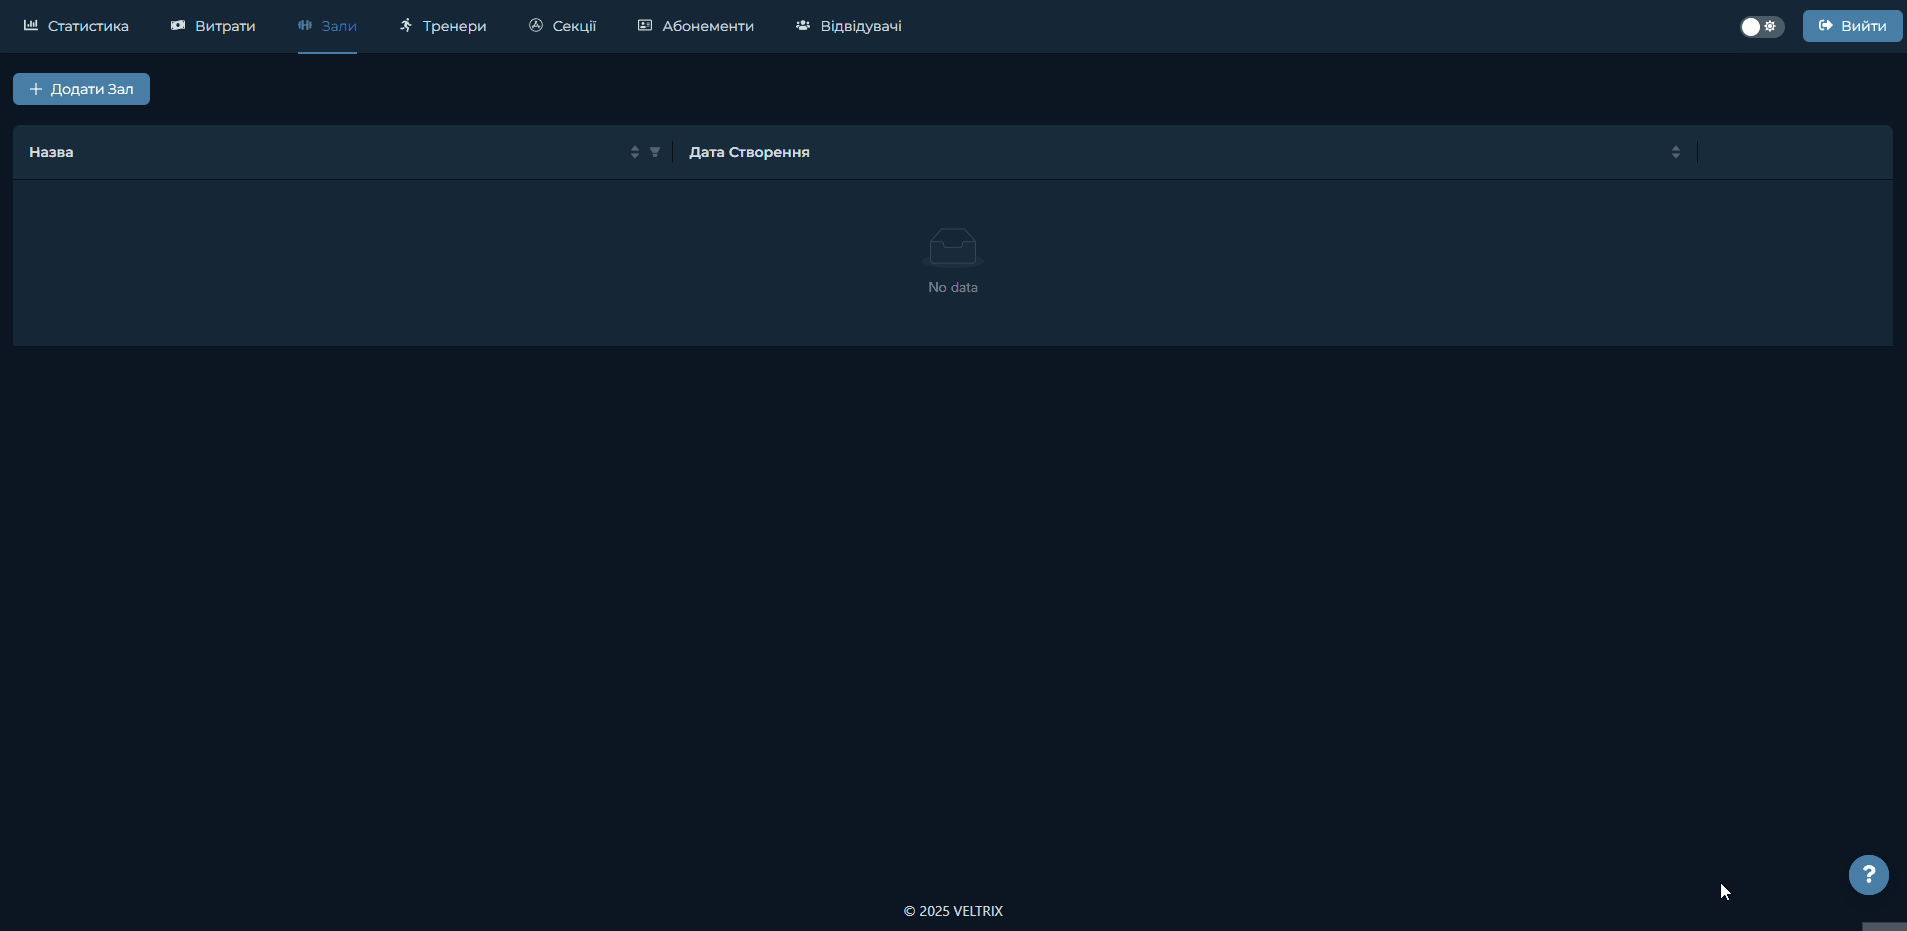 Статистика Витрати Зали Тренери Секції Абонементи Відвідувачі Вийти
Додати Зал
Назва Дата Створення
No data
?
© 2025 VELTRIX